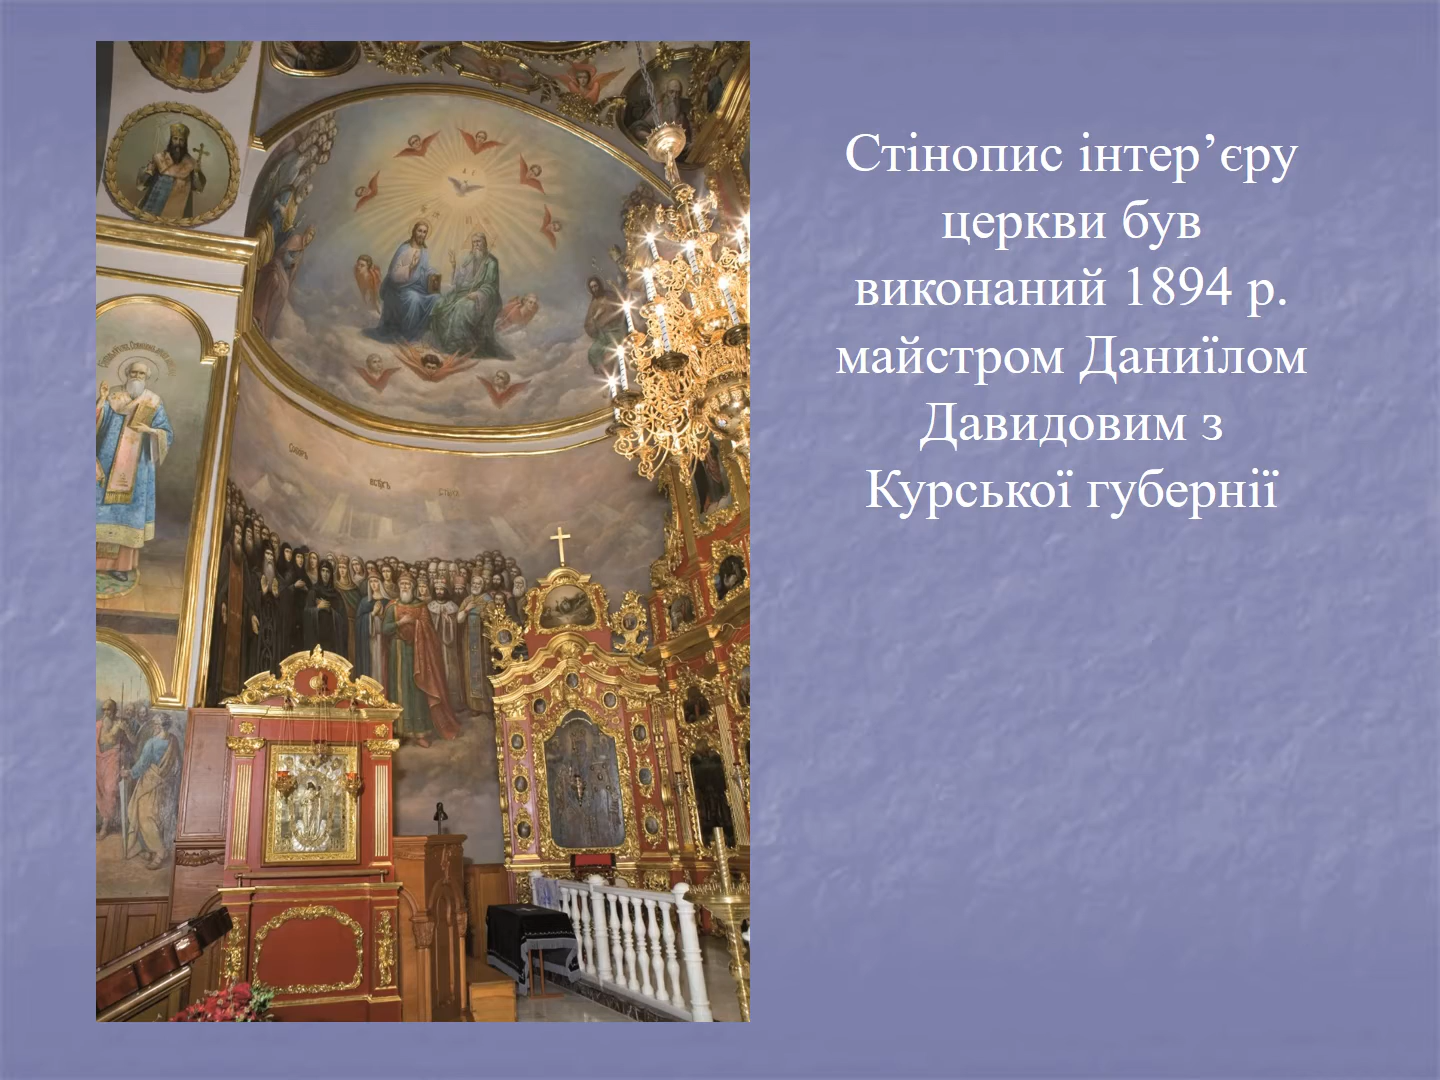 Стінопис інтер’єру
церкви був
виконаний 1894 р.
майстром Даниїлом
Давидовим з
Курської губернії